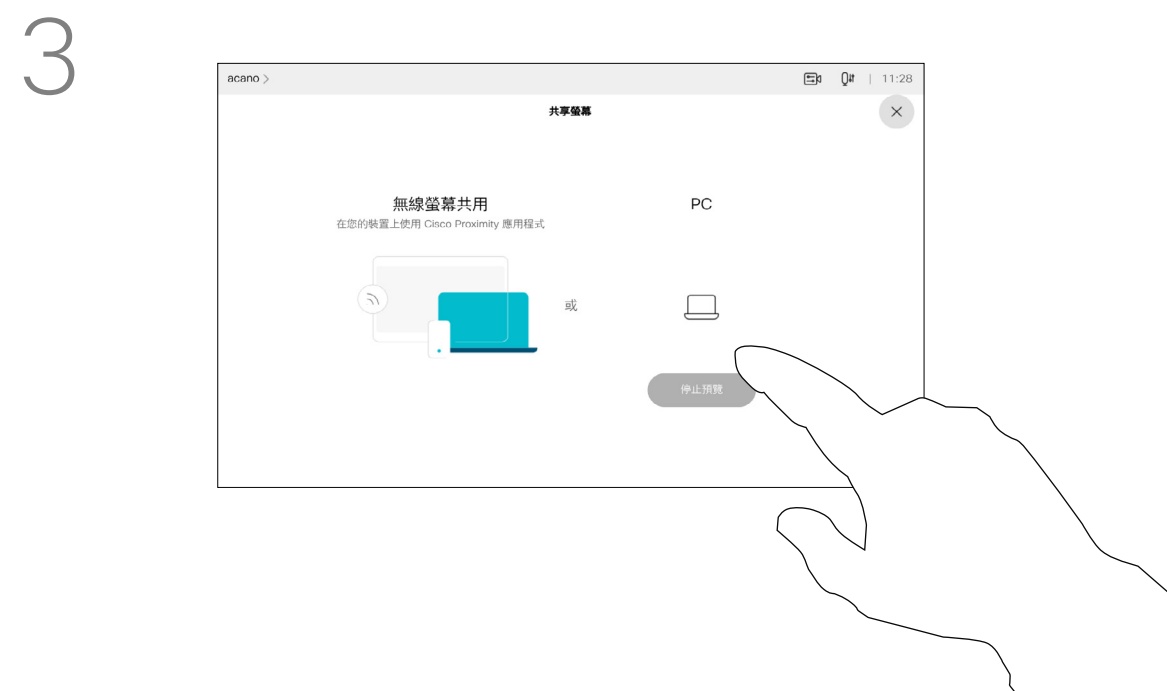 3
acano >
11:28
共享螢幕
無線螢幕共用
在您的裝置上使用 Cisco Proximity 應用程式
PC
或
停止預覽